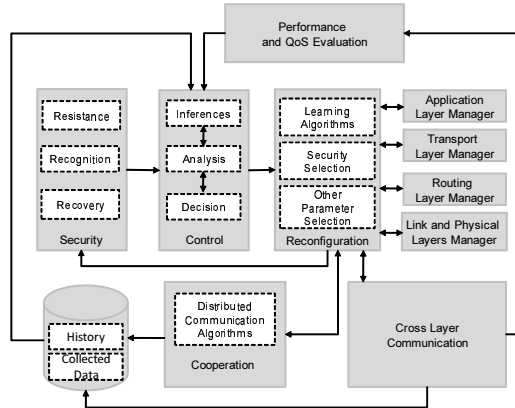 Performance
and QoS Evaluation
Resistance
Recognition
Recovery
Security
Inferences
Analysis
Decision
Control
Learning
Algorithms
Security
Selection
Other
Parameter
Selection
Reconfiguration
Application
Layer Manager
Transport
Layer Manager
Routing
Layer Manager
Link and Physical
Layers Manager
History
Collected
Data
Distributed
Communication
Algorithms
Cooperation
Cross Layer
Communication